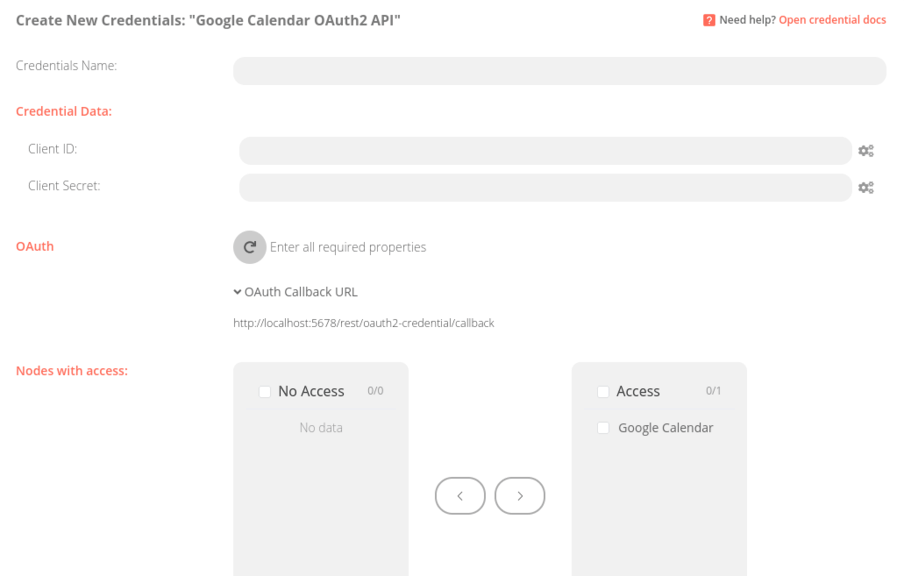 Create New Credentials: "Google Calendar OAuth2 API"
? Need help? Open credential docs
Credentials Name:
Credential Data:
Client ID:
Client Secret:
OAuth
Enter all required properties
OAuth Callback URL
http://localhost:5678/rest/oauth2-credential/callback
Nodes with access:
No Access 0/0
No data
Access 0/1
Google Calendar